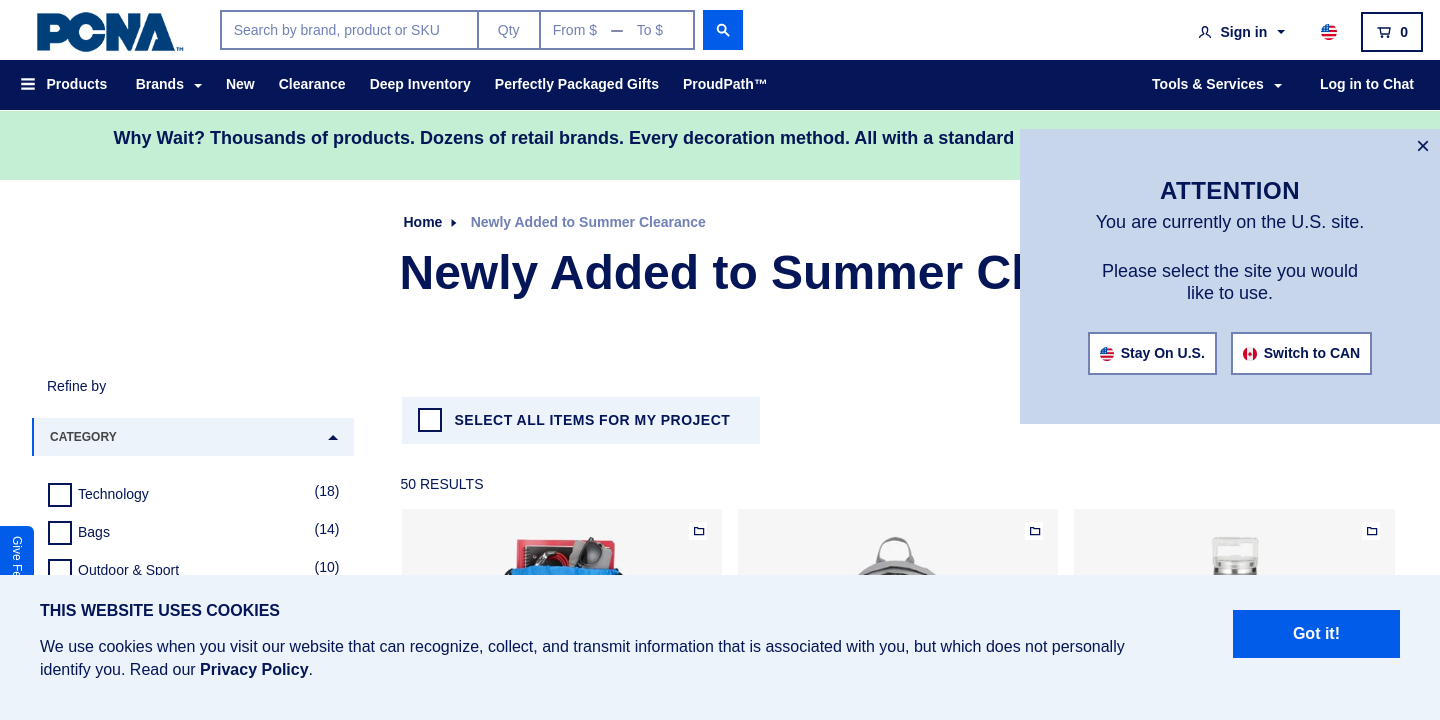 PCNA™
Search by brand, product or SKU
Qty
From $ — To $
Sign in
0
Products
Brands
New
Clearance
Deep Inventory
Perfectly Packaged Gifts
ProudPath™
Tools & Services
Log in to Chat
Why Wait? Thousands of products. Dozens of retail brands. Every decoration method. All with a standard
×
ATTENTION
You are currently on the U.S. site.
Please select the site you would
like to use.
Stay On U.S.
Switch to CAN
Home
Newly Added to Summer Clearance
Newly Added to Summer Cl
Refine by
CATEGORY
Technology (18)
Bags (14)
Outdoor & Sport (10)
SELECT ALL ITEMS FOR MY PROJECT
50 RESULTS
Give Fe
THIS WEBSITE USES COOKIES
We use cookies when you visit our website that can recognize, collect, and transmit information that is associated with you, but which does not personally
identify you. Read our Privacy Policy.
Got it!